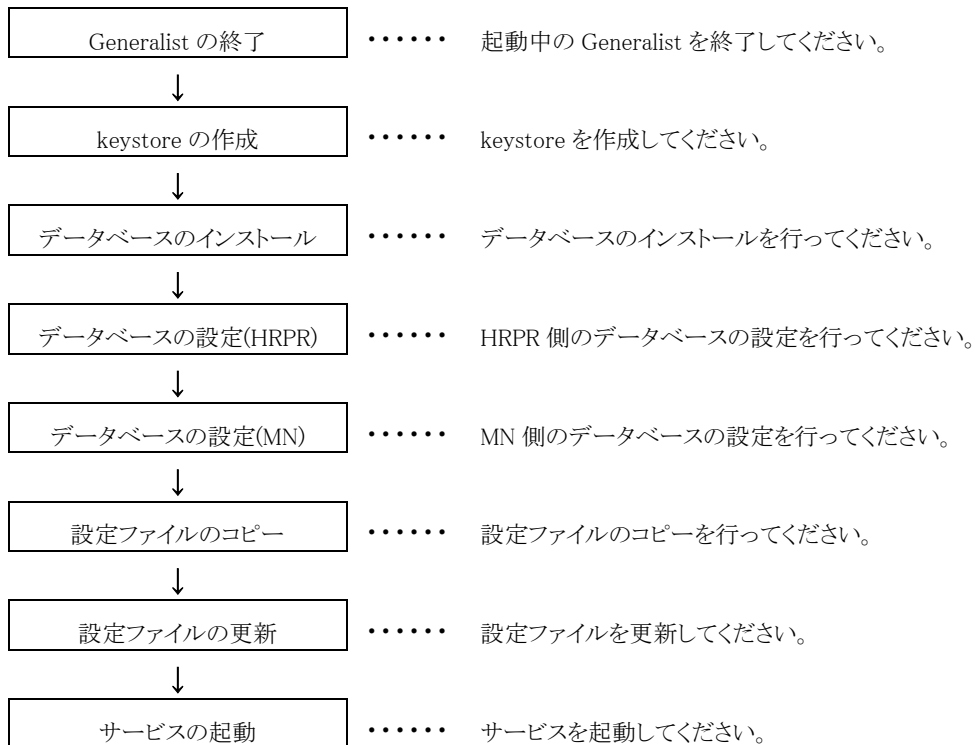 Generalist の終了 ・・・・・・ 起動中の Generalist を終了してください。
↓
keystore の作成 ・・・・・・ keystore を作成してください。
↓
データベースのインストール ・・・・・・ データベースのインストールを行ってください。
↓
データベースの設定(HRPR) ・・・・・・ HRPR 側のデータベースの設定を行ってください。
↓
データベースの設定(MN) ・・・・・・ MN 側のデータベースの設定を行ってください。
↓
設定ファイルのコピー ・・・・・・ 設定ファイルのコピーを行ってください。
↓
設定ファイルの更新 ・・・・・・ 設定ファイルを更新してください。
↓
サービスの起動 ・・・・・・ サービスを起動してください。